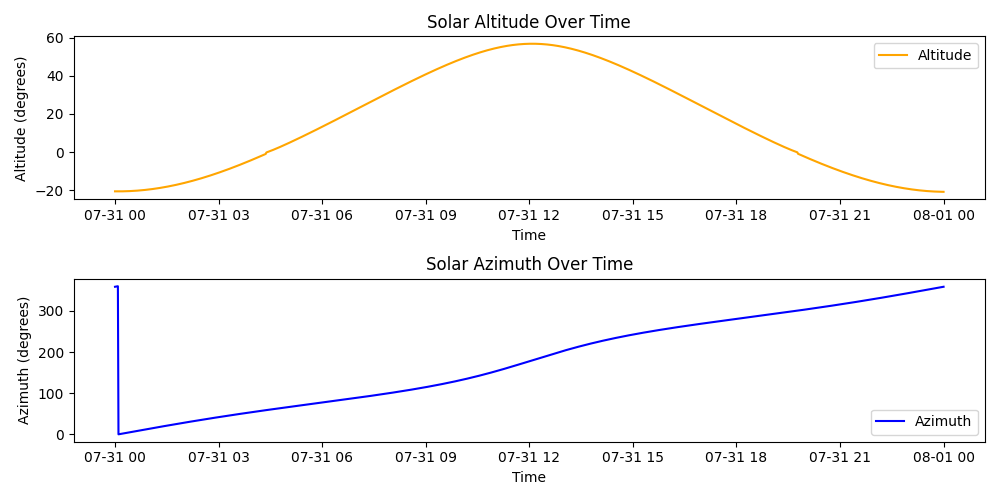 Solar Altitude Over Time
Altitude (degrees)
60
40
20
0
−20
Altitude
07-31 00 07-31 03 07-31 06 07-31 09 07-31 12 07-31 15 07-31 18 07-31 21 08-01 00
Time
Solar Azimuth Over Time
Azimuth (degrees)
300
200
100
0
Azimuth
07-31 00 07-31 03 07-31 06 07-31 09 07-31 12 07-31 15 07-31 18 07-31 21 08-01 00
Time